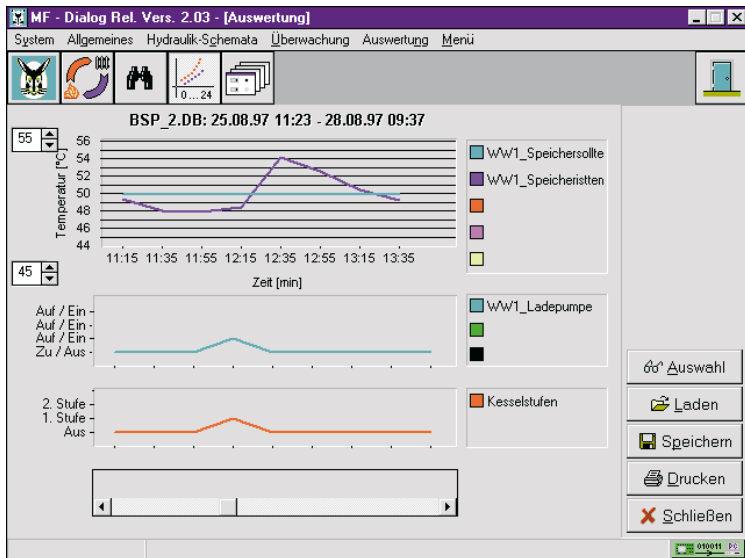 MF - Dialog Rel. Vers. 2.03 - [Auswertung]
System Allgemeines Hydraulik-Schemata Überwachung Auswertung Menü
0...24
BSP_2.DB: 25.08.97 11:23 - 28.08.97 09:37
55
Temperatur [°C]
56
54
52
50
48
46
44
11:15 11:35 11:55 12:15 12:35 12:55 13:15 13:35
Zeit [min]
45
WW1_Speichersollte
WW1_Speicheristten
Auf / Ein
Auf / Ein
Auf / Ein
Zu / Aus
WW1_Ladepumpe
2. Stufe
1. Stufe
Aus
Kesselstufen
Auswahl
Laden
Speichern
Drucken
Schließen
010011 PC